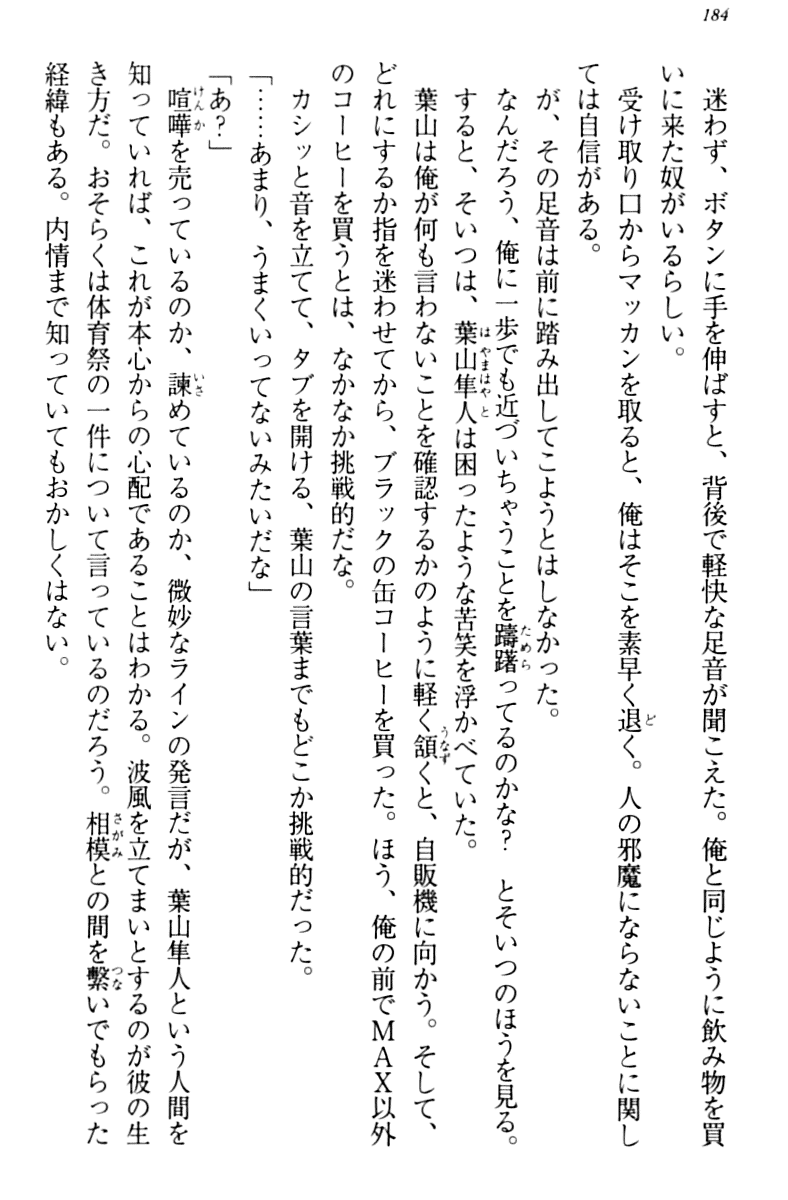 184
迷わず、ボタンに手を伸ばすと、背後で軽快な足音が聞こえた。俺と同じように飲み物を買
いに来た奴がいるらしい。
受け取り口からマッカンを取ると、俺はそこを素早く退く。人の邪魔にならないことに関し
ては自信がある。
が、その足音は前に踏み出してこようとはしなかった。
なんだろう、俺に一歩でも近づいちゃうことを躊躇ってるのかな？　とそいつのほうを見る。
すると、そいつは、葉山隼人は困ったような苦笑を浮かべていた。
葉山は俺が何も言わないことを確認するかのように軽く頷くと、自販機に向かう。そして、
どれにするか指を迷わせてから、ブラックの缶コーヒーを買った。ほう、俺の前でＭＡＸ以外
のコーヒーを買うとは、なかなか挑戦的だな。
カシッと音を立てて、タブを開ける、葉山の言葉までもどこか挑戦的だった。
「……あまり、うまくいってないみたいだな」
「あ？」
喧嘩を売っているのか、諫めているのか、微妙なラインの発言だが、葉山隼人という人間を
知っていれば、これが本心からの心配であることはわかる。波風を立てまいとするのが彼の生
き方だ。おそらくは体育祭の一件について言っているのだろう。相模との間を繫いでもらった
経緯もある。内情まで知っていてもおかしくはない。